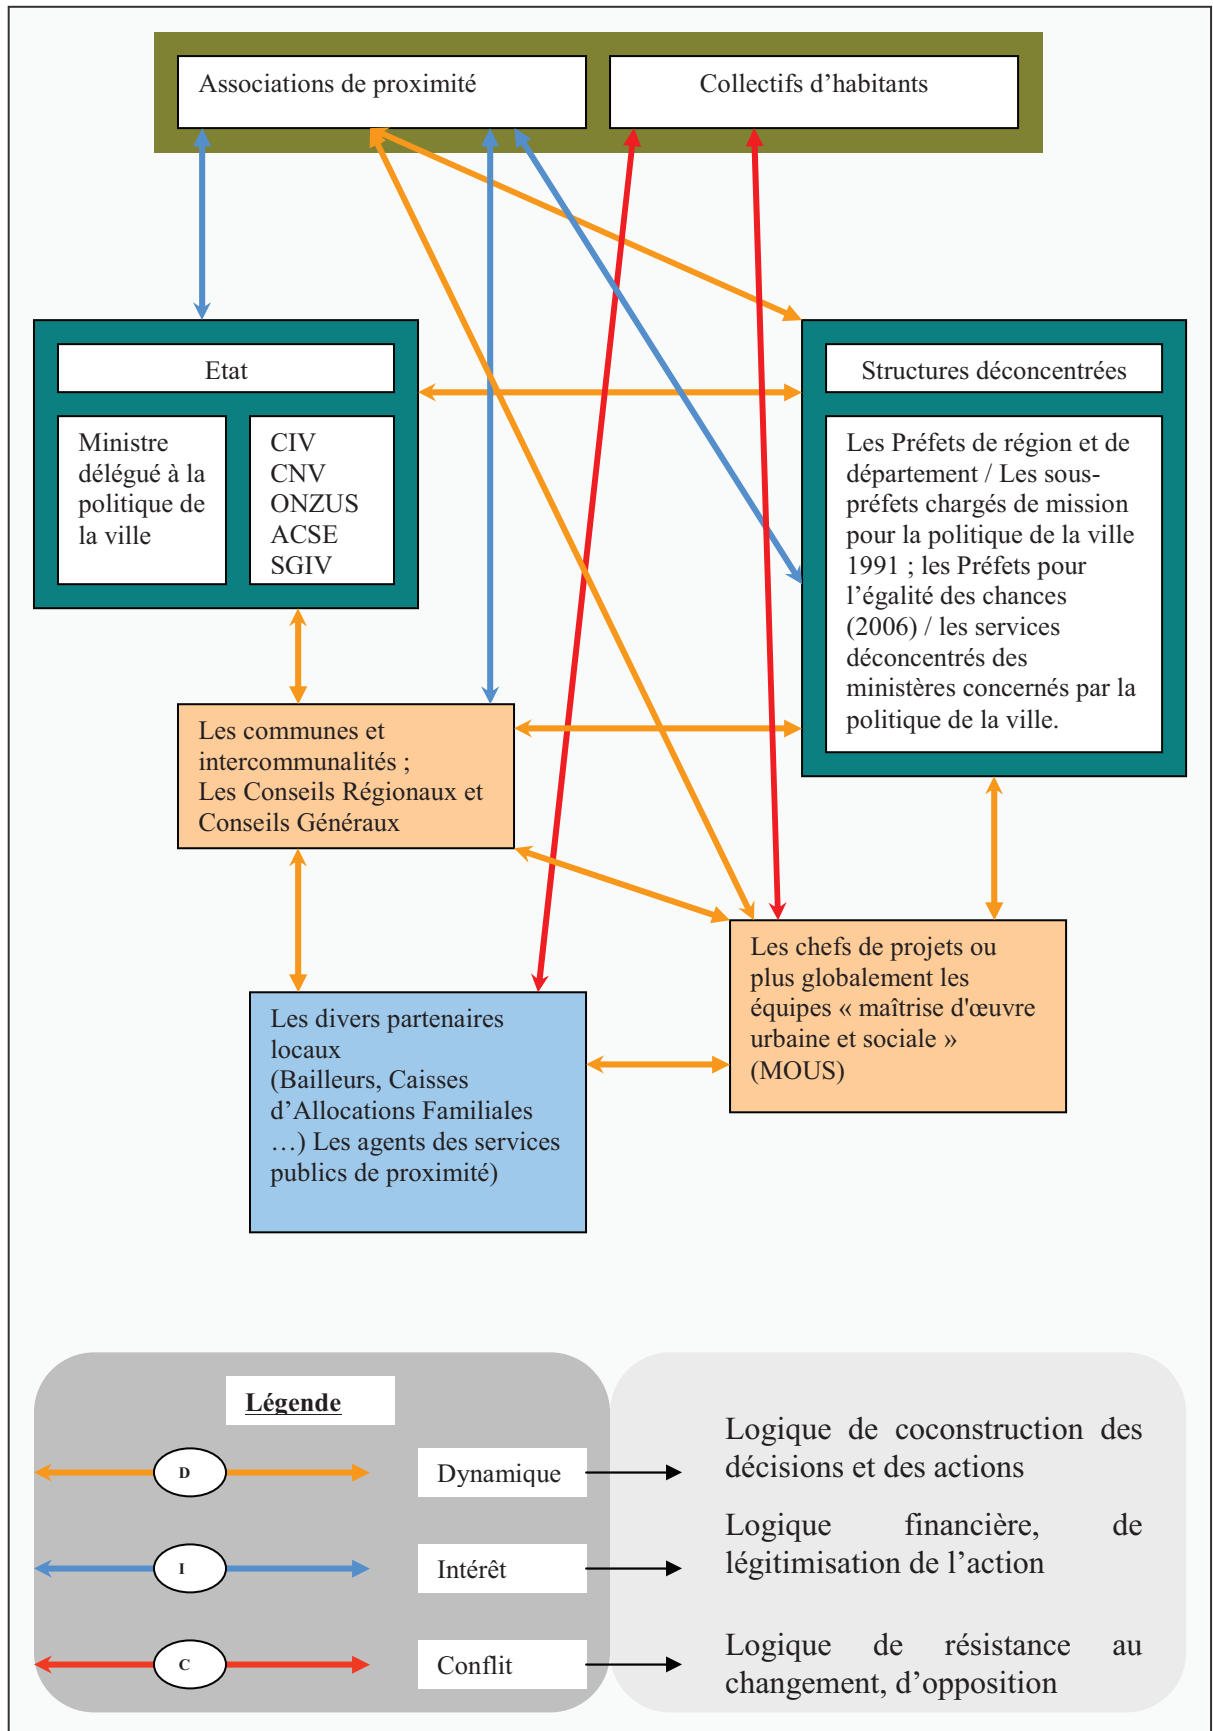 Associations de proximité
Collectifs d’habitants
Etat
Ministre
délégué à la
politique de
la ville
CIV
CNV
ONZUS
ACSE
SGIV
Structures déconcentrées
Les Préfets de région et de
département / Les sous-
préfets chargés de mission
pour la politique de la ville
1991 ; les Préfets pour
l’égalité des chances
(2006) / les services
déconcentrés des
ministères concernés par la
politique de la ville.
Les communes et
intercommunalités ;
Les Conseils Régionaux et
Conseils Généraux
Les chefs de projets ou
plus globalement les
équipes « maîtrise d'œuvre
urbaine et sociale »
(MOUS)
Les divers partenaires
locaux
(Bailleurs, Caisses
d’Allocations Familiales
…) Les agents des services
publics de proximité)
Légende
D
Dynamique
Logique de coconstruction des
décisions et des actions
I
Intérêt
Logique financière, de
légitimisation de l’action
C
Conflit
Logique de résistance au
changement, d’opposition